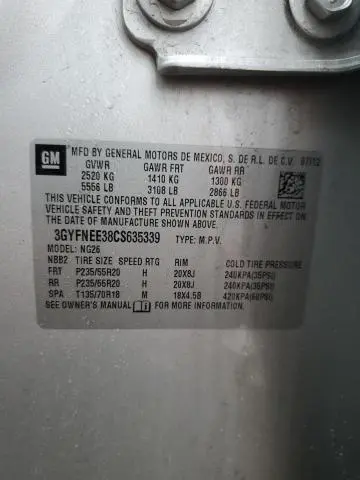 GM
MFD BY GENERAL MOTORS DE MEXICO, S. DE R.L. DE C.V. 07/12
GVWR GAWR FRT GAWR RR
2520 KG 1410 KG 1300 KG
5556 LB 3108 LB 2866 LB
THIS VEHICLE CONFORMS TO ALL APPLICABLE U.S. FEDERAL MOTOR
VEHICLE SAFETY AND THEFT PREVENTION STANDARDS IN EFFECT ON
THE DATE OF MANUFACTURE SHOWN ABOVE.
3GYFNEE38CS635339 TYPE: M.P.V.
MODEL: NG26
NBB2 TIRE SIZE SPEED RTG RIM COLD TIRE PRESSURE
FRT P235/55R20 H 20X8J 240KPA(35PSI)
RR P235/55R20 H 20X8J 240KPA(35PSI)
SPA T135/70R18 M 18X4.5B 420KPA(60PSI)
SEE OWNER'S MANUAL FOR MORE INFORMATION.